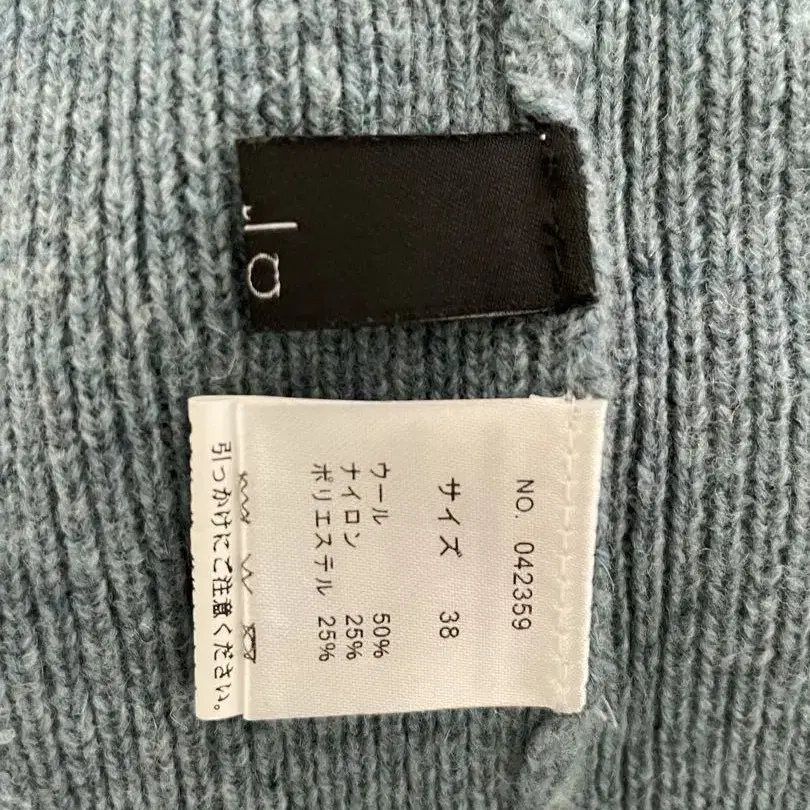 NO. 042359
サイズ 38
ウール 50%
ナイロン 25%
ポリエステル 25%
引っかけにご注意ください。